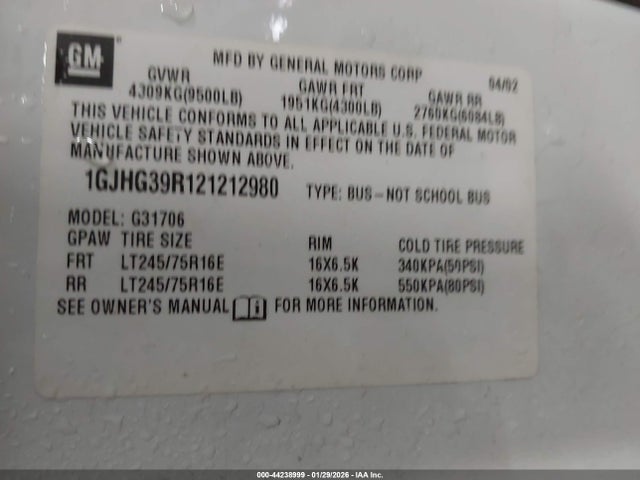 GM
MFD BY GENERAL MOTORS CORP 04/02
GVWR GAWR FRT GAWR RR
4309KG(9500LB) 1951KG(4300LB) 2760KG(6084LB)
THIS VEHICLE CONFORMS TO ALL APPLICABLE U.S. FEDERAL MOTOR
VEHICLE SAFETY STANDARDS IN EFFECT ON THE DATE OF
MANUFACTURE SHOWN ABOVE.
1GJHG39R121212980 TYPE: BUS-NOT SCHOOL BUS
MODEL: G31706
GPAW TIRE SIZE RIM COLD TIRE PRESSURE
FRT LT245/75R16E 16X6.5K 340KPA(50PSI)
RR LT245/75R16E 16X6.5K 550KPA(80PSI)
SEE OWNER'S MANUAL FOR MORE INFORMATION.
000-44238999 - 01/29/2026 - IAA Inc.